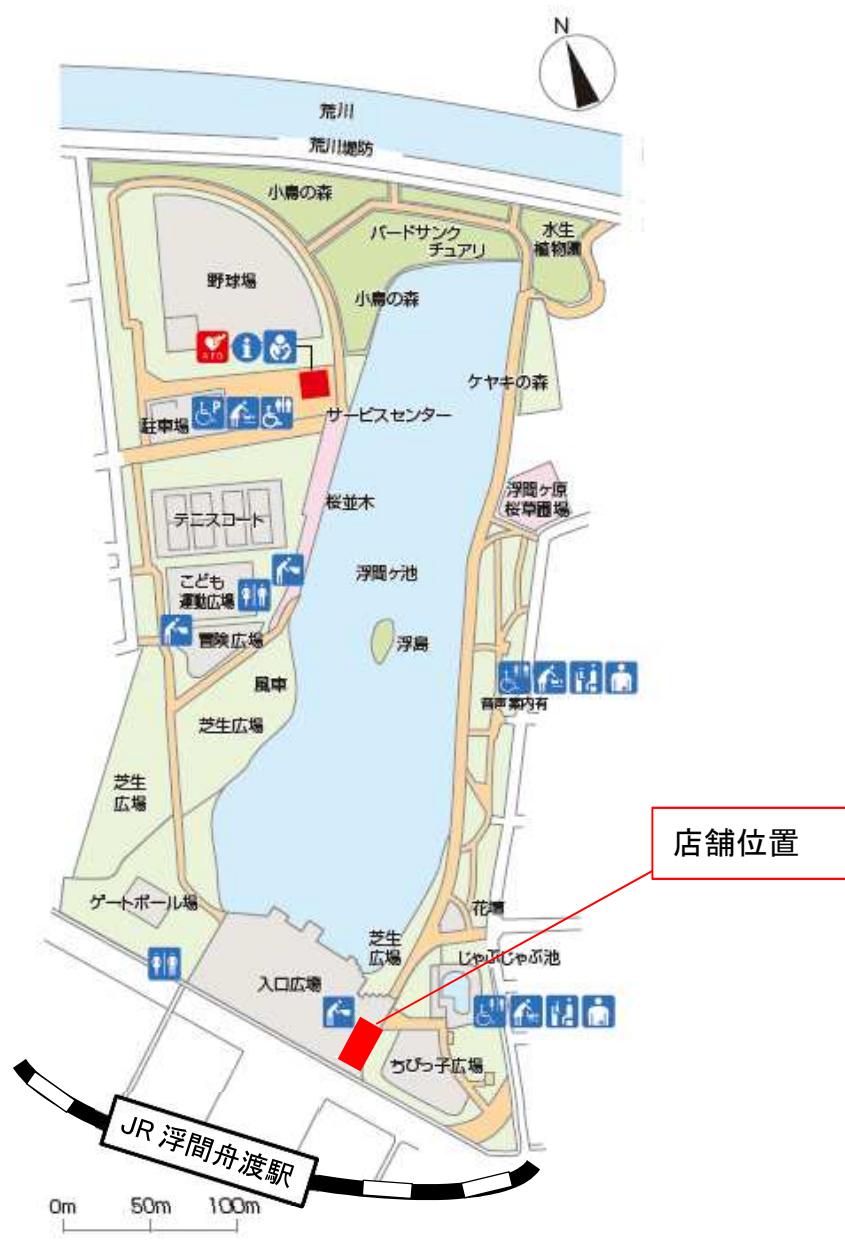 N
荒川
荒川堤防
小鳥の森
バードサンク
チュアリ
水生
植物園
野球場
小鳥の森
AED
ケヤキの森
P
サービスセンター
駐車場
浮間ヶ原
桜草圃場
桜並木
テニスコート
浮間ヶ池
こども
運動広場
冒険広場
浮島
風車
音声案内有
芝生広場
芝生
広場
店舗位置
ゲートボール場
花壇
芝生
広場
じゃぶじゃぶ池
入口広場
ちびっ子広場
JR 浮間舟渡駅
0m
50m
100m